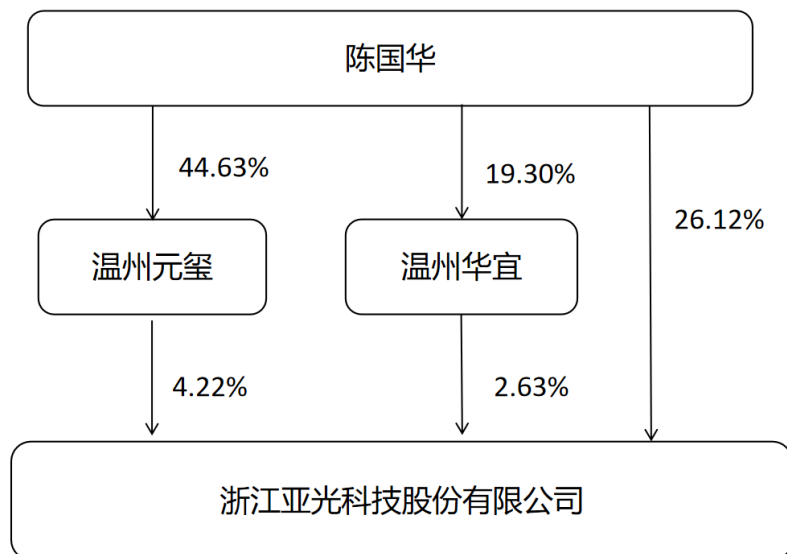 陈国华
44.63%
19.30%
26.12%
温州元玺
温州华宜
4.22%
2.63%
浙江亚光科技股份有限公司